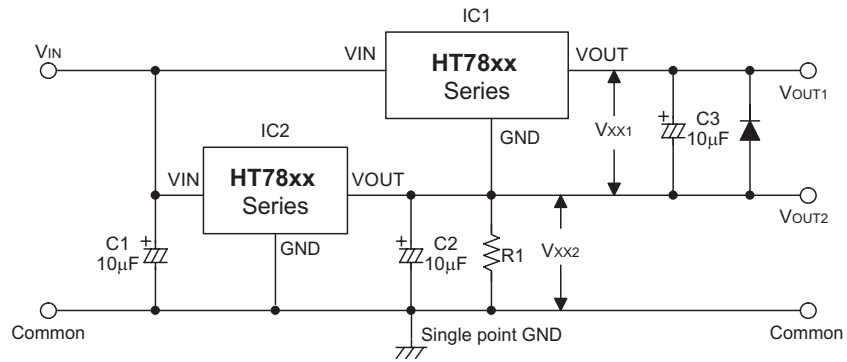 IC1
VIN
VIN
HT78xx
VOUT
Series
VOUT1
IC2
VXX1
C3
10μF
GND
VIN
HT78xx
VOUT
Series
VOUT2
C1
10μF
GND
C2
10μF
R1
VXX2
Common
Single point GND
Common